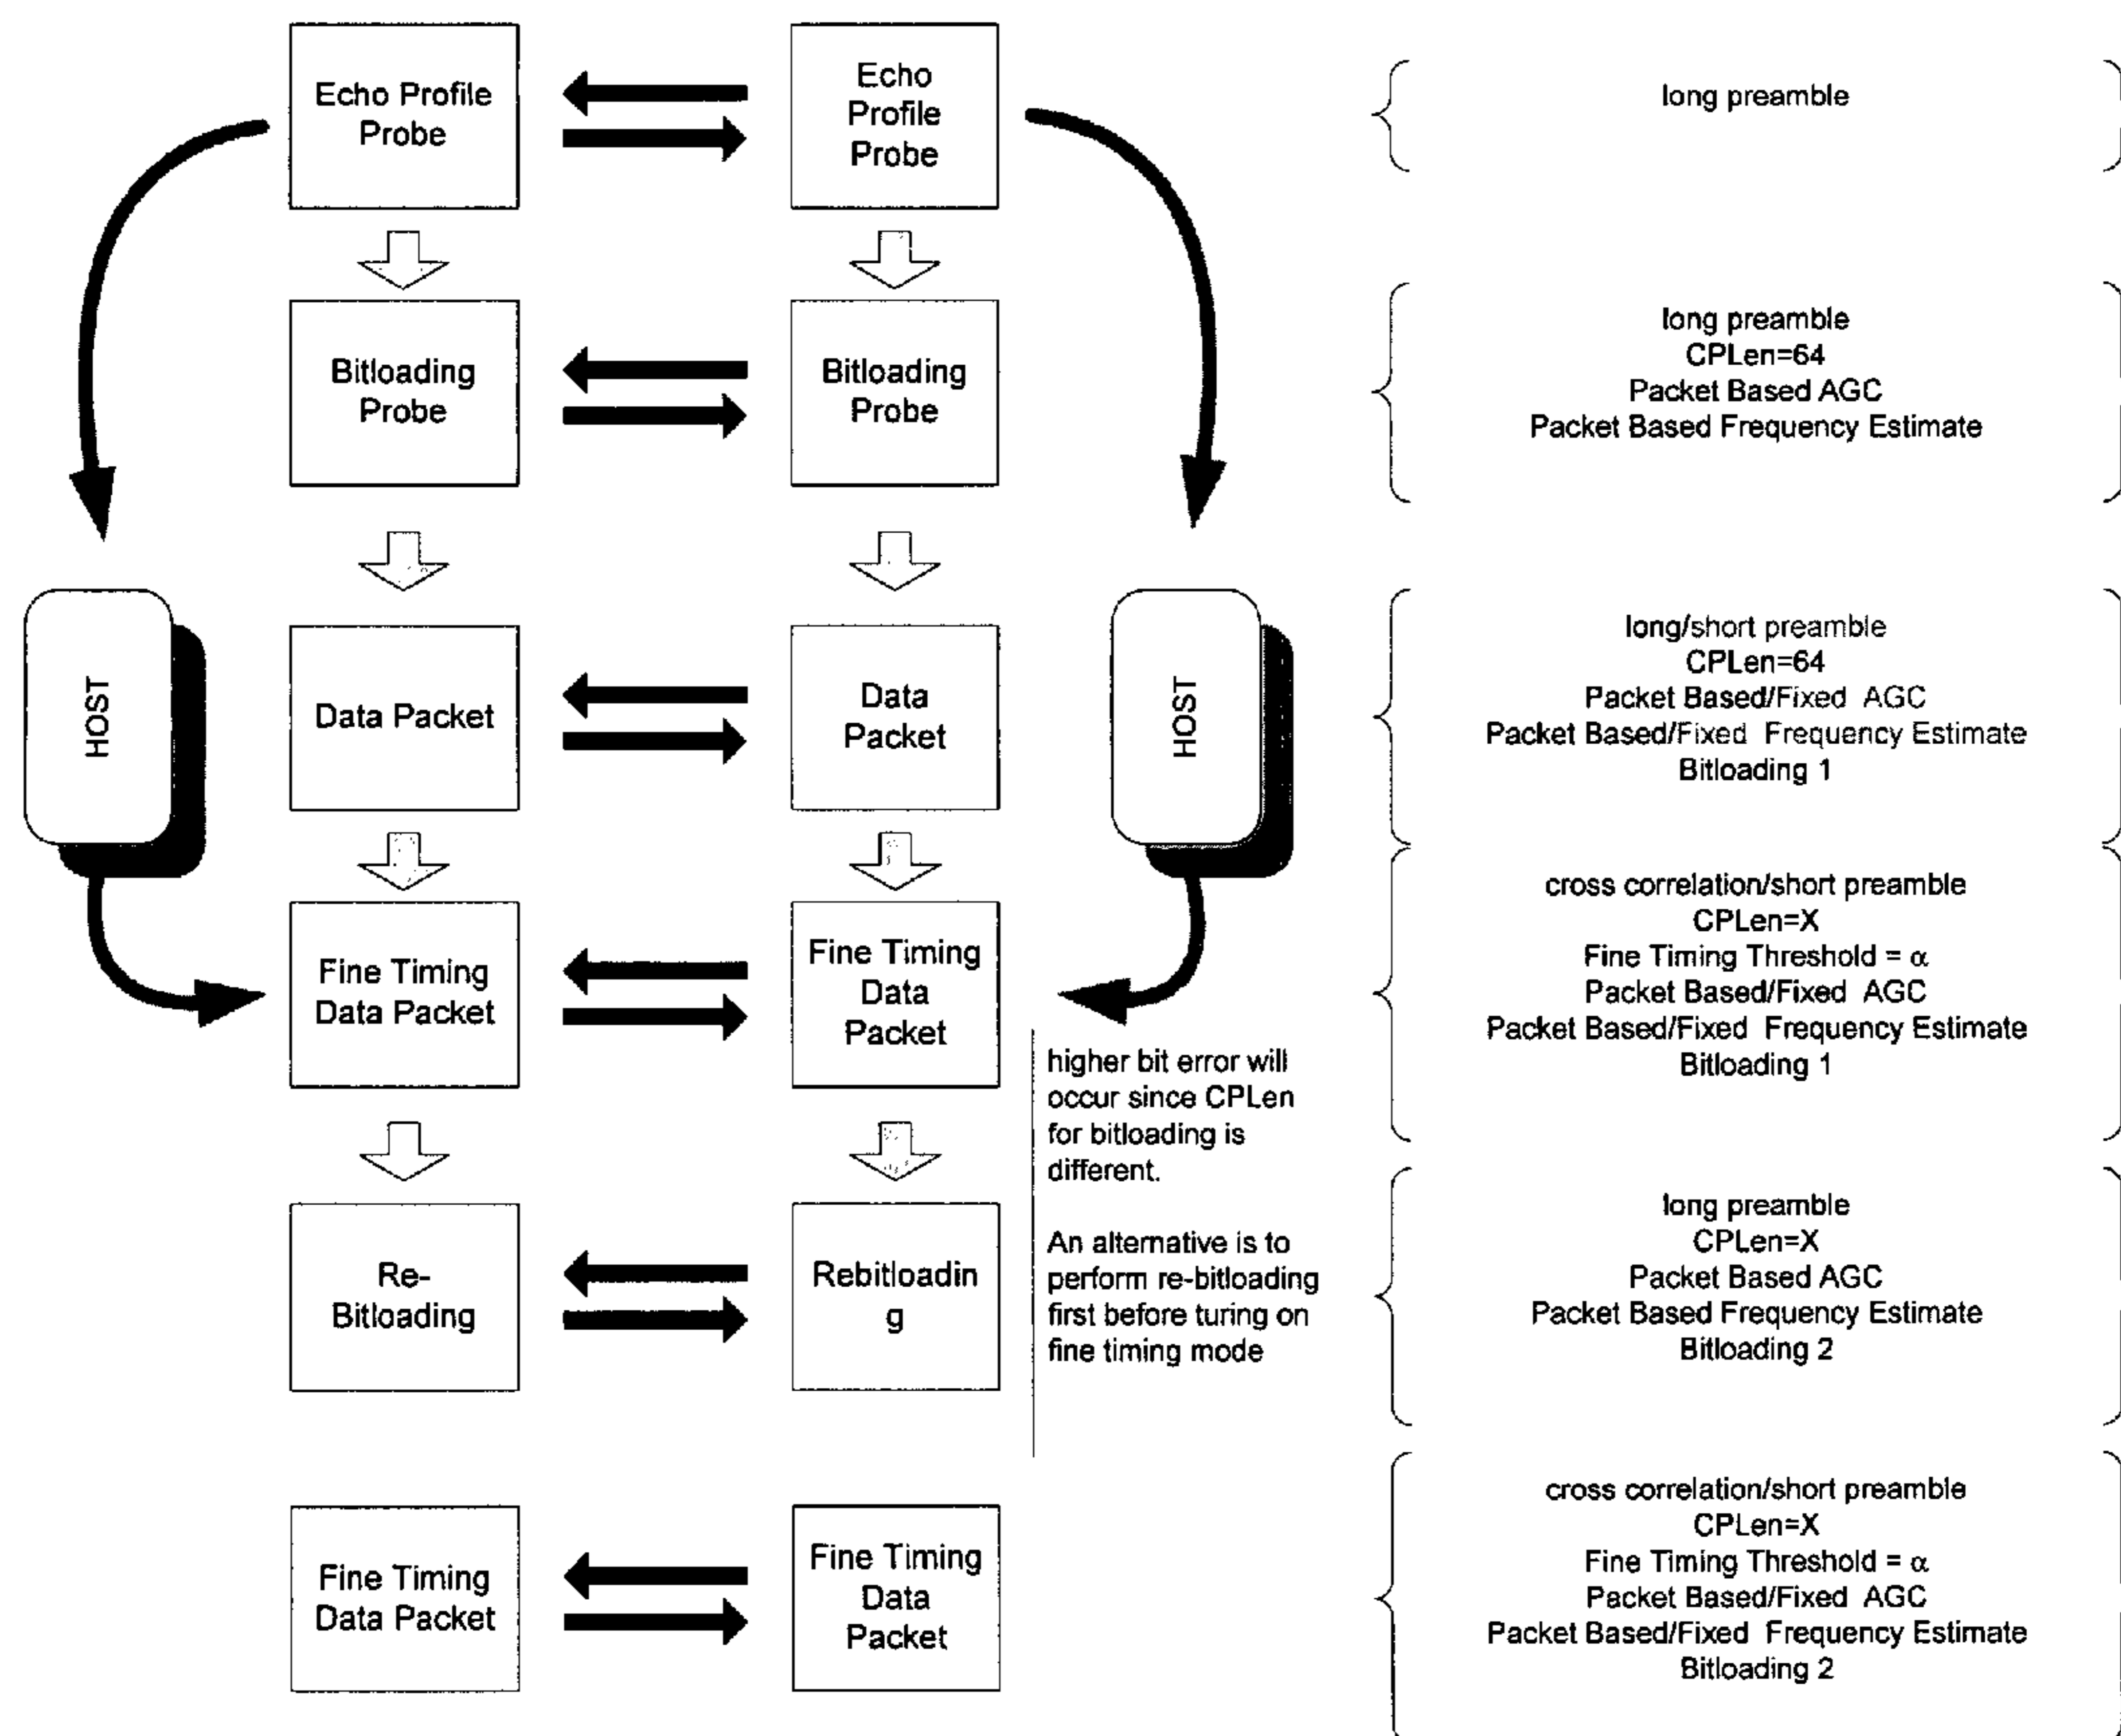 Echo Profile
Probe
Echo
Profile
Probe
long preamble
Bitloading
Probe
Bitloading
Probe
long preamble
CPLen=64
Packet Based AGC
Packet Based Frequency Estimate
HOST
Data Packet
Data
Packet
HOST
long/short preamble
CPLen=64
Packet Based/Fixed AGC
Packet Based/Fixed Frequency Estimate
Bitloading 1
Fine Timing
Data Packet
Fine Timing
Data
Packet
cross correlation/short preamble
CPLen=X
Fine Timing Threshold = α
Packet Based/Fixed AGC
Packet Based/Fixed Frequency Estimate
Bitloading 1
higher bit error will
occur since CPLen
for bitloading is
different.
An alternative is to
perform re-bitloading
first before turing on
fine timing mode
Re-
Bitloading
Rebitloadin
g
long preamble
CPLen=X
Packet Based AGC
Packet Based Frequency Estimate
Bitloading 2
Fine Timing
Data Packet
Fine Timing
Data
Packet
cross correlation/short preamble
CPLen=X
Fine Timing Threshold = α
Packet Based/Fixed AGC
Packet Based/Fixed Frequency Estimate
Bitloading 2